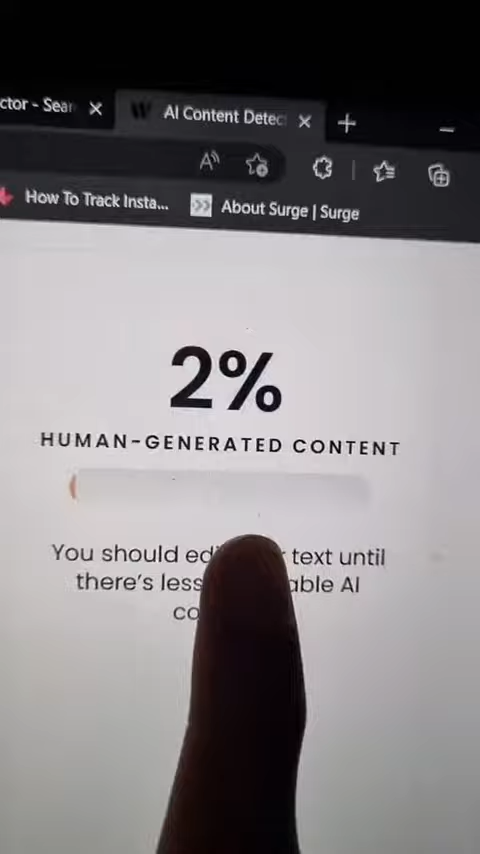 ctor - Sear
AI Content Detec
How To Track Insta...
About Surge | Surge
2%
HUMAN-GENERATED CONTENT
You should ed text until
there's less able AI
co